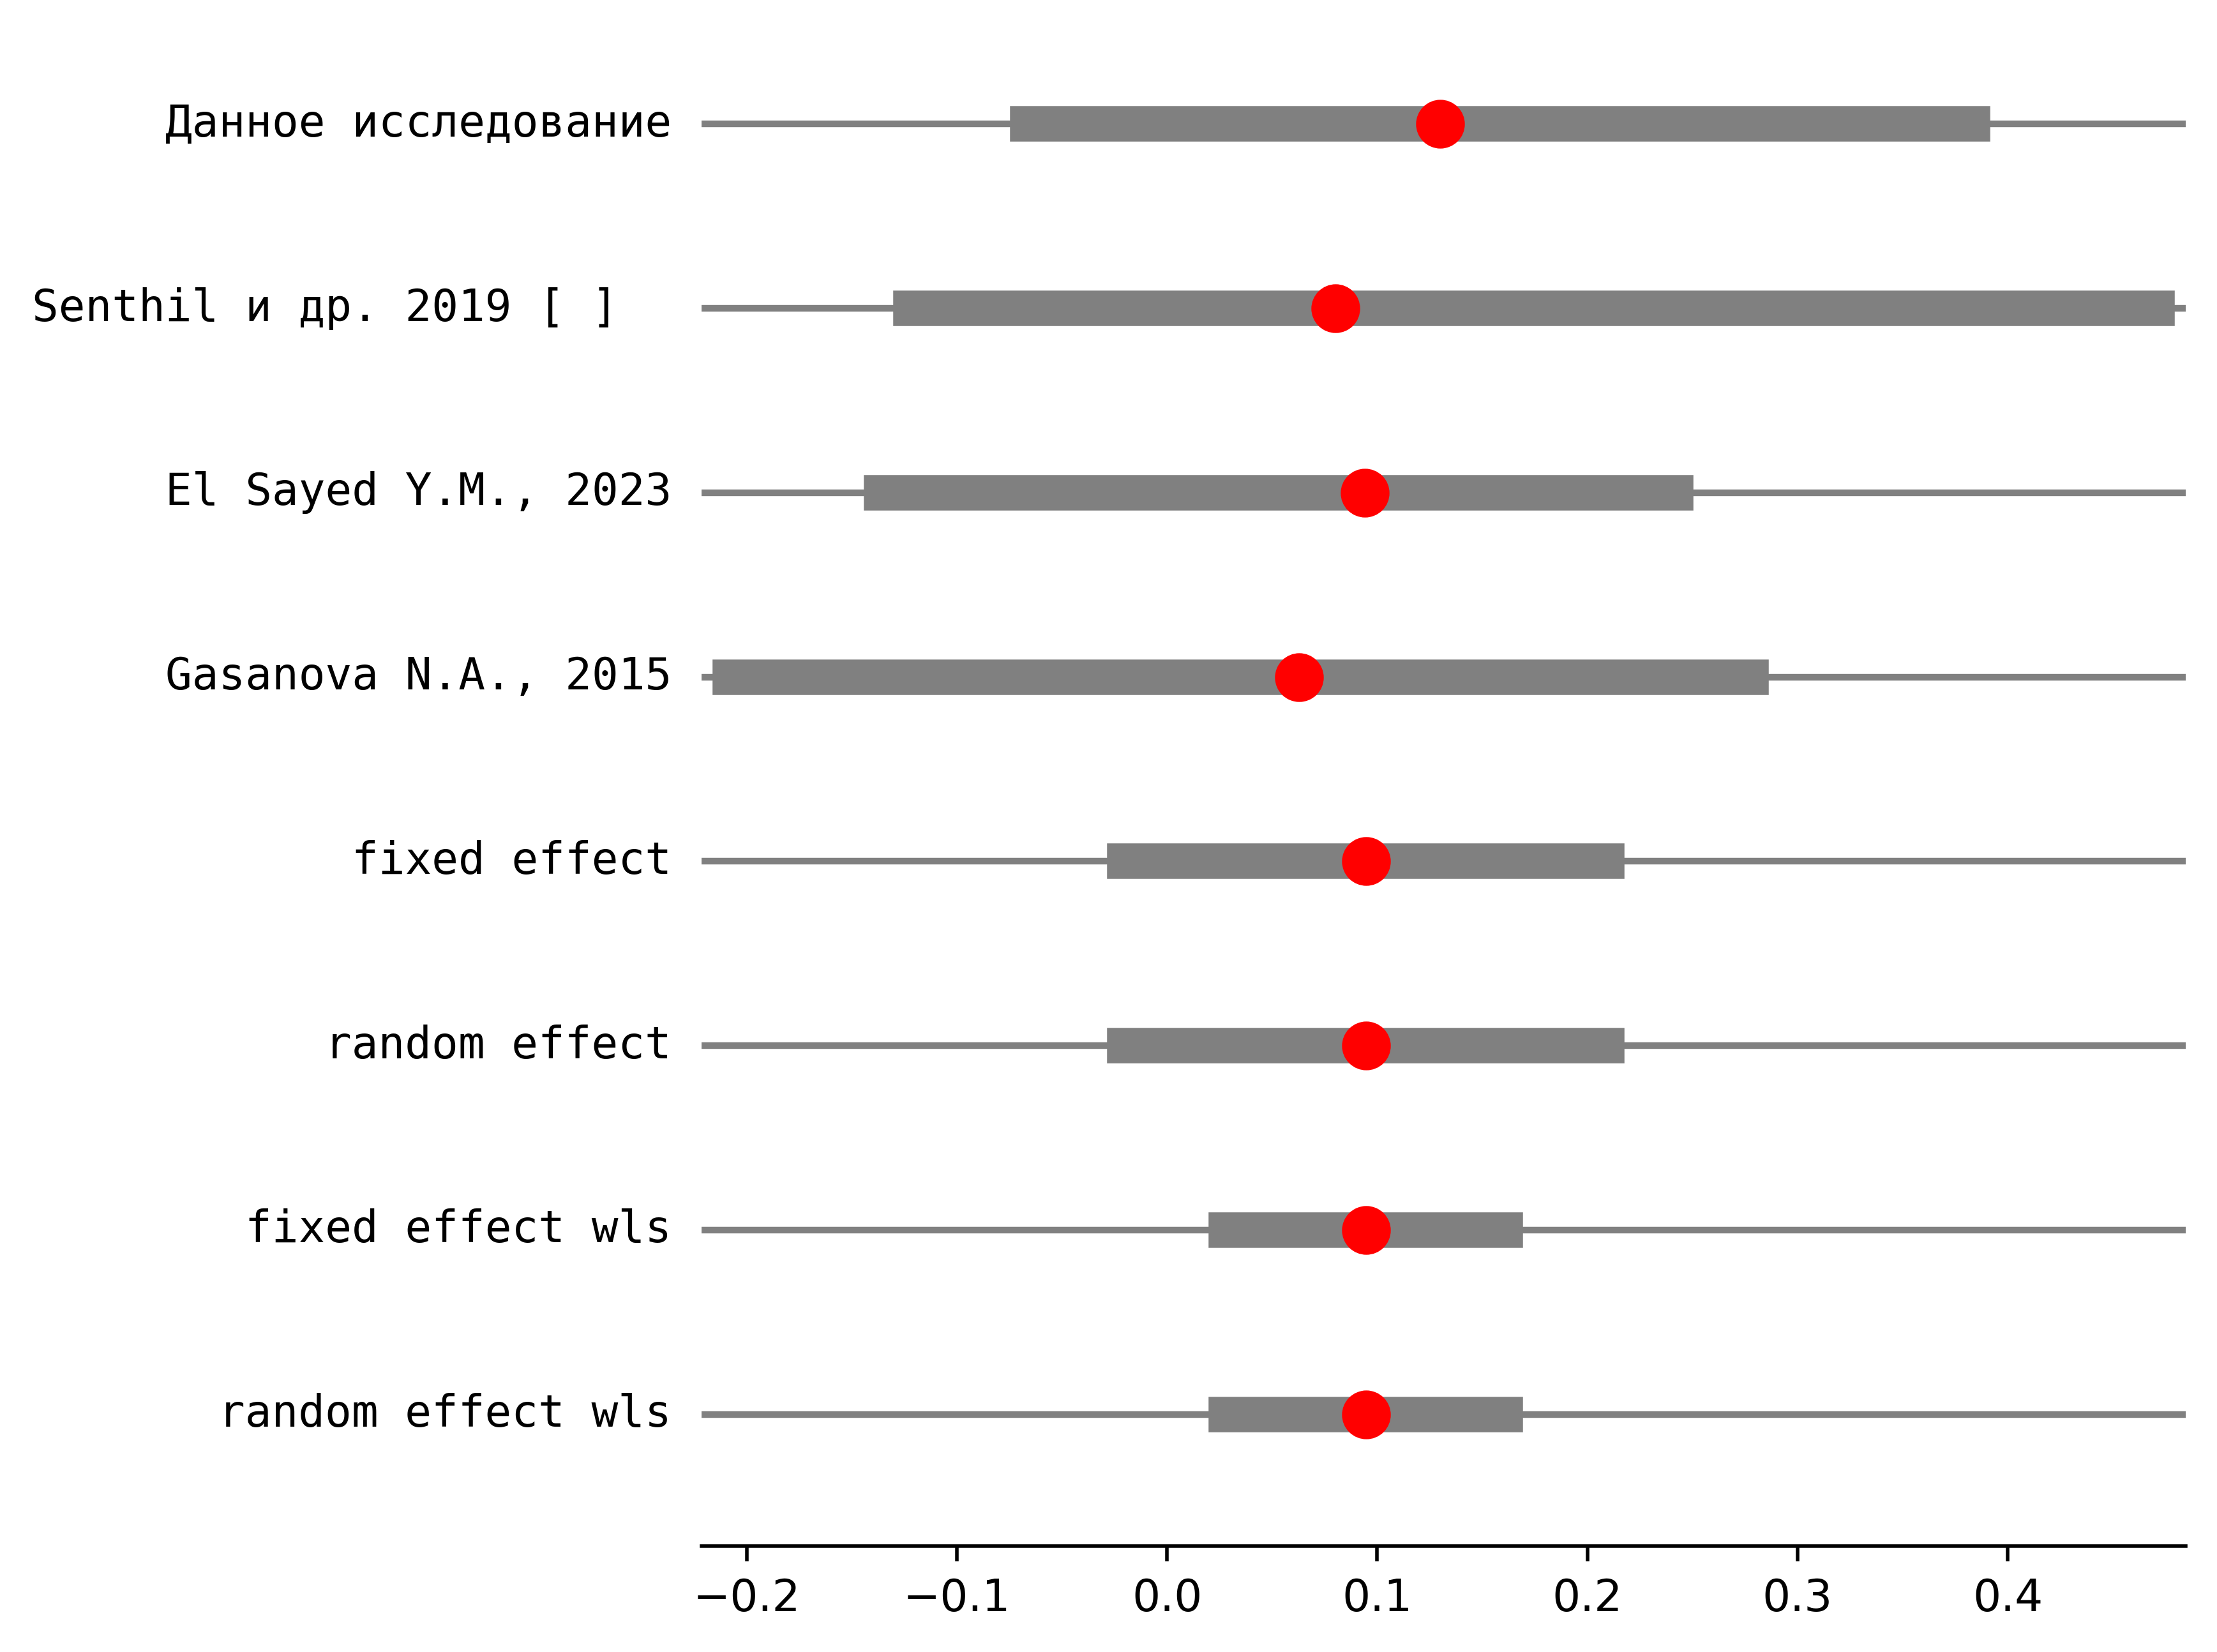 Данное исследование
Senthil и др. 2019 [ ]
El Sayed Y.M., 2023
Gasanova N.A., 2015
fixed effect
random effect
fixed effect wls
random effect wls
−0.2 −0.1 0.0 0.1 0.2 0.3 0.4